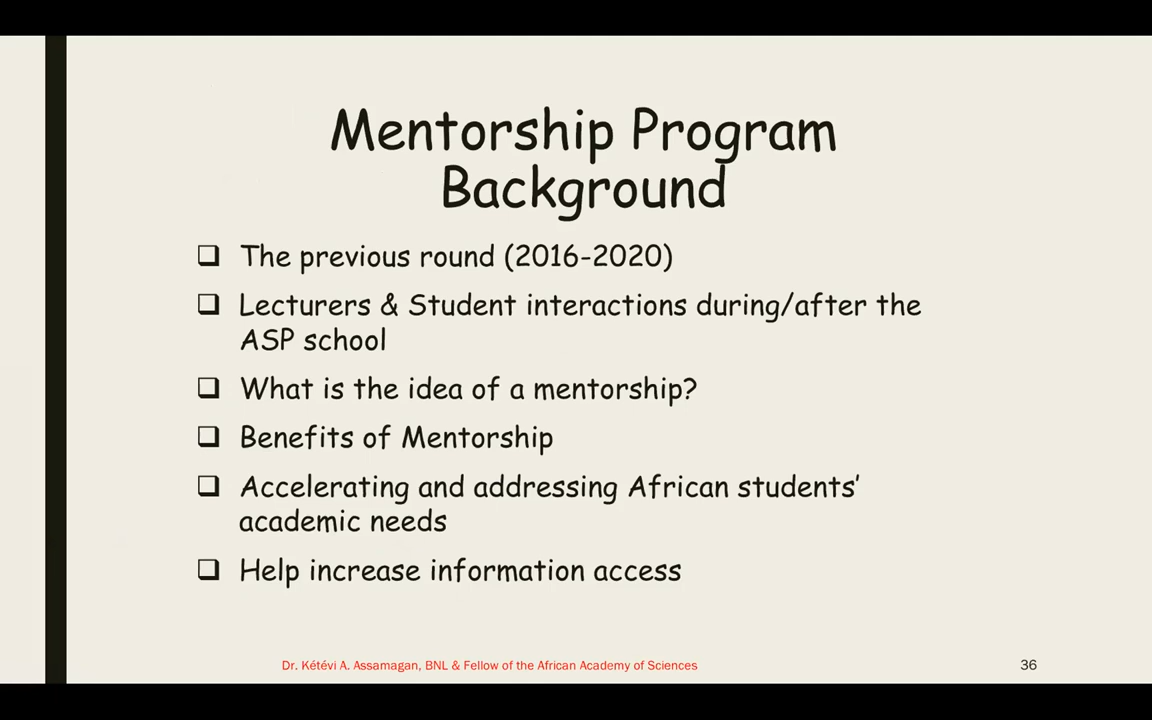 Mentorship Program
Background
❑ The previous round (2016-2020)
❑ Lecturers & Student interactions during/after the
ASP school
❑ What is the idea of a mentorship?
❑ Benefits of Mentorship
❑ Accelerating and addressing African students’
academic needs
❑ Help increase information access
Dr. Kétévi A. Assamagan, BNL & Fellow of the African Academy of Sciences
36